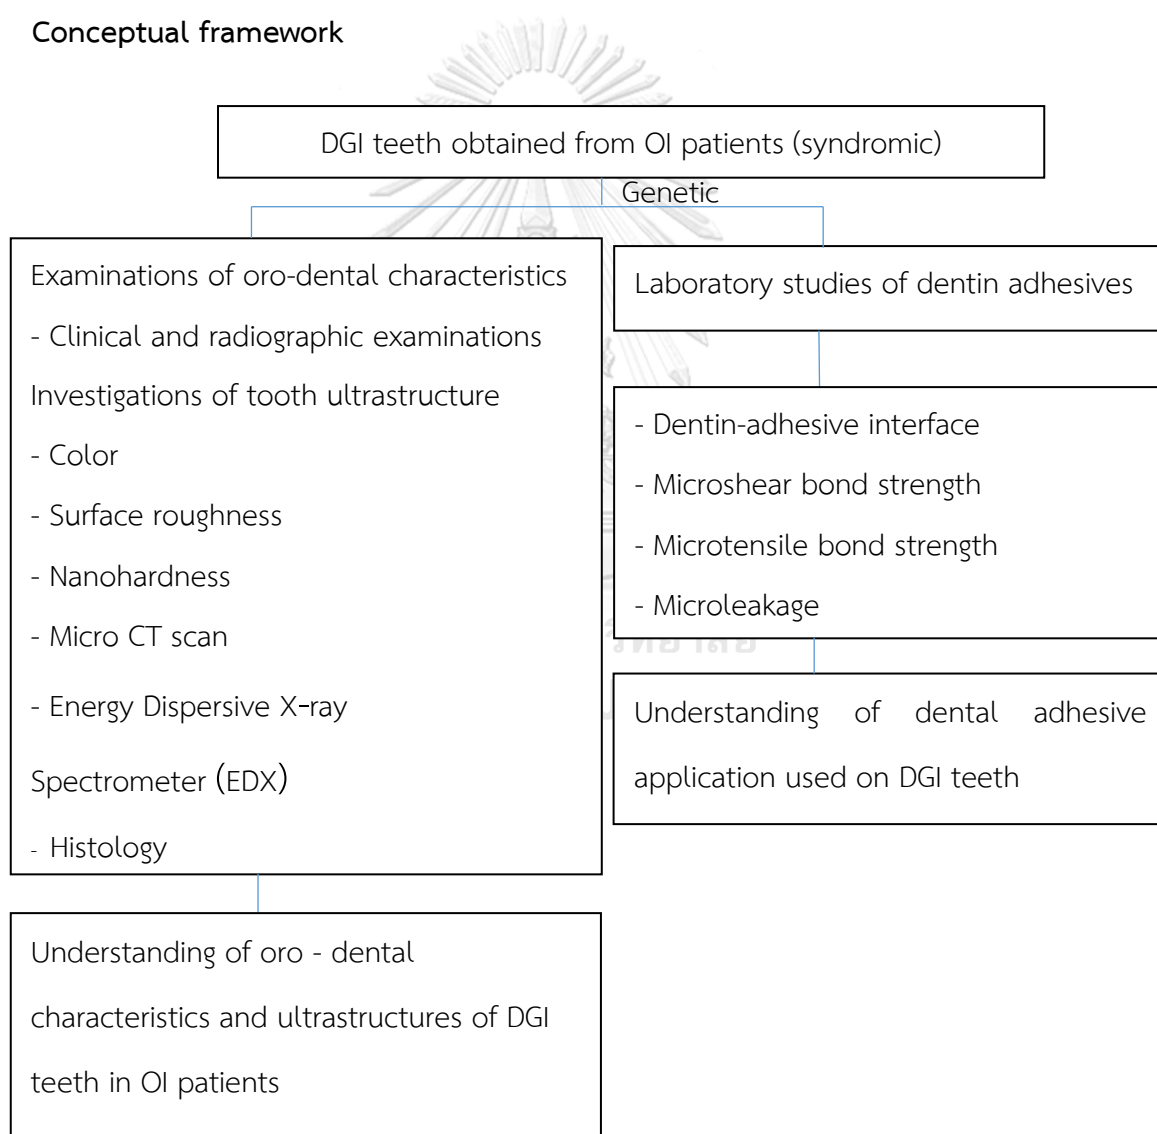 Conceptual framework
DGI teeth obtained from OI patients (syndromic)
Genetic
Examinations of oro-dental characteristics
- Clinical and radiographic examinations
Investigations of tooth ultrastructure
- Color
- Surface roughness
- Nanohardness
- Micro CT scan
- Energy Dispersive X-ray
Spectrometer (EDX)
- Histology
Understanding of oro - dental
characteristics and ultrastructures of DGI
teeth in OI patients
Laboratory studies of dentin adhesives
- Dentin-adhesive interface
- Microshear bond strength
- Microtensile bond strength
- Microleakage
Understanding of dental adhesive
application used on DGI teeth